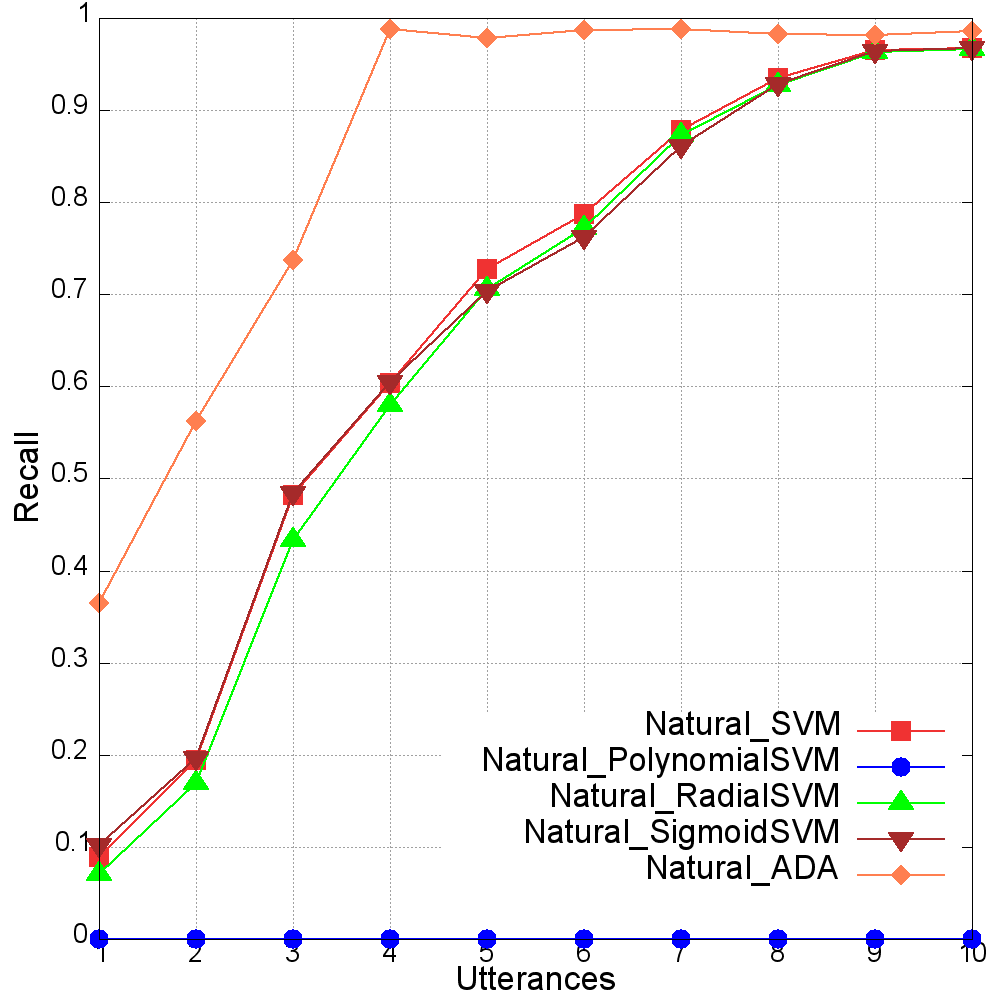 1
0.9
0.8
0.7
0.6
0.5
0.4
0.3
0.2
0.1
0
Recall
Natural_SVM
Natural_PolynomialSVM
Natural_RadialSVM
Natural_SigmoidSVM
Natural_ADA
1 2 3 4 5 6 7 8 9 10
Utterances